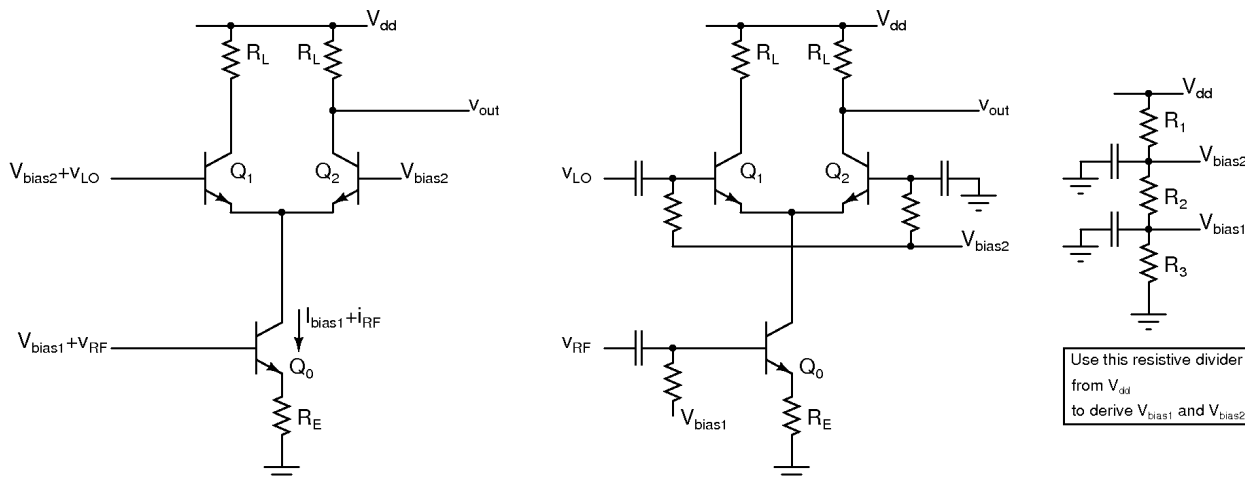 V_dd
R_L
R_L
v_out
Q_1
Q_2
V_bias2+v_LO
V_bias2
I_bias1+i_RF
V_bias1+v_RF
Q_0
R_E
V_dd
R_L
R_L
v_out
v_LO
Q_1
Q_2
V_bias2
v_RF
Q_0
V_bias1
R_E
V_dd
R_1
V_bias2
R_2
V_bias1
R_3
Use this resistive divider
from V_dd
to derive V_bias1 and V_bias2